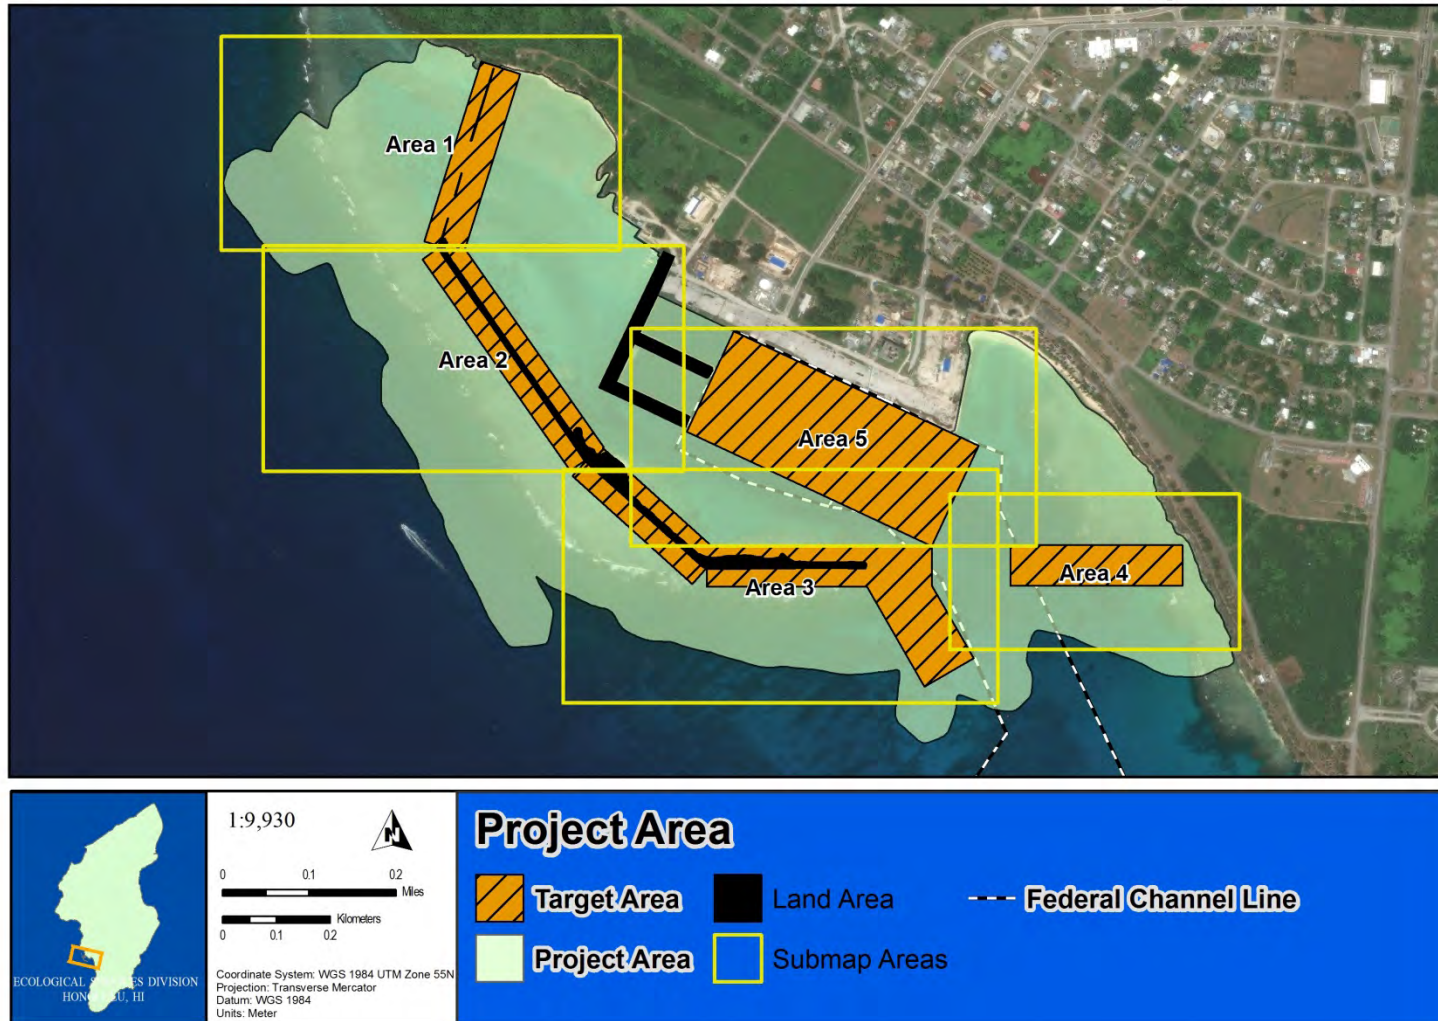 Area 1
Area 2
Area 5
Area 4
Area 3
1:9,930
N
0 0.1 0.2
Miles
Kilometers
0 0.1 0.2
Coordinate System: WGS 1984 UTM Zone 55N
Projection: Transverse Mercator
Datum: WGS 1984
Units: Meter
ECOLOGICAL DIVISION
HI
Project Area
Target Area
Land Area
Federal Channel Line
Project Area
Submap Areas